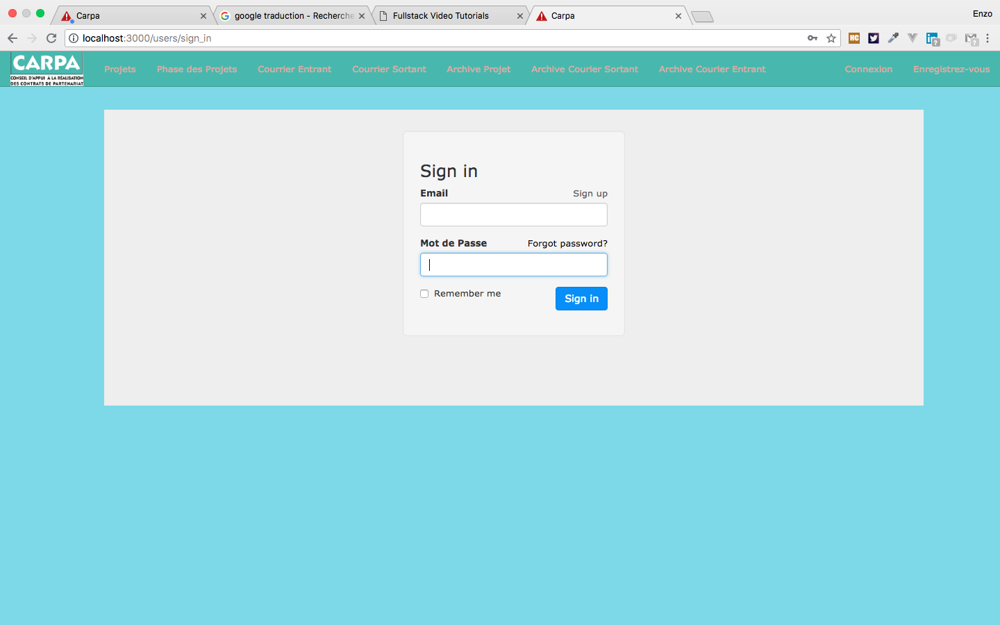 Carpa
google traduction - Recherche
Fullstack Video Tutorials
Carpa
Enzo
localhost:3000/users/sign_in
HC
in
?
?
CARPA
CONSEIL D'APPUI À LA RÉALISATION
DES CONTRATS DE PARTENARIAT
Projets
Phase des Projets
Courrier Entrant
Courrier Sortant
Archive Projet
Archive Courier Sortant
Archive Courier Entrant
Connexion
Enregistrez-vous
Sign in
Email
Sign up
Mot de Passe
Forgot password?
Remember me
Sign in